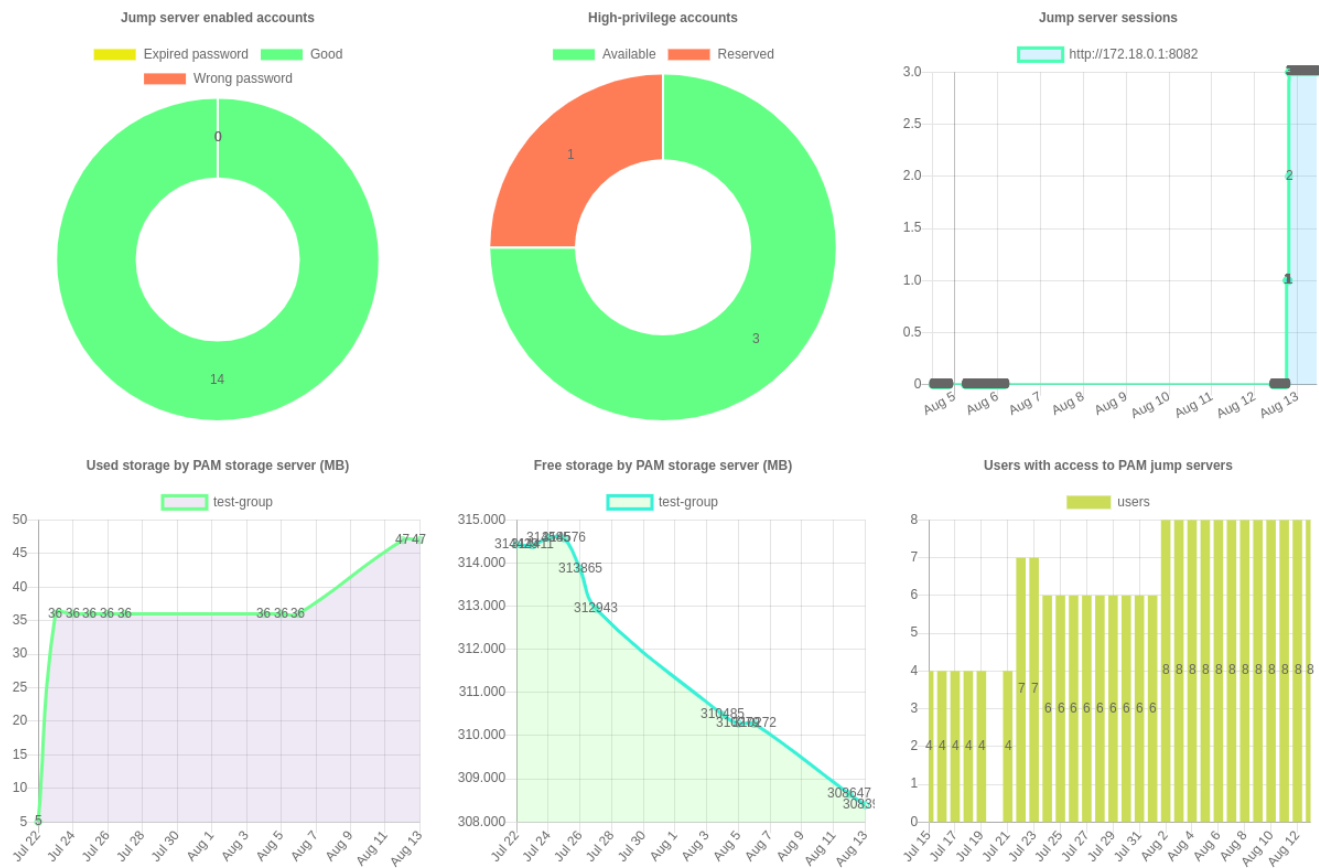 Jump server enabled accounts
Expired password Good
Wrong password
0
14
High-privilege accounts
Available Reserved
1
3
Jump server sessions
http://172.18.0.1:8082
3.0
2.5
2.0
1.5
1.0
0.5
0
2
1
Aug 5 Aug 6 Aug 7 Aug 8 Aug 9 Aug 10 Aug 11 Aug 12 Aug 13
Used storage by PAM storage server (MB)
test-group
50
45
40
35
30
25
20
15
10
5
5 36 36 36 36 36 36 36 36 47 47
Jul 22 Jul 24 Jul 26 Jul 28 Jul 30 Aug 1 Aug 3 Aug 5 Aug 7 Aug 9 Aug 11 Aug 13
Free storage by PAM storage server (MB)
test-group
315.000
314.000
313.000
312.000
311.000
310.000
309.000
308.000
313865
312943
310485
308647
Jul 22 Jul 24 Jul 26 Jul 28 Jul 30 Aug 1 Aug 3 Aug 5 Aug 7 Aug 9 Aug 11 Aug 13
Users with access to PAM jump servers
users
8
7
6
5
4
3
2
1
0
4 4 4 4 4 4 7 7 6 6 6 6 6 6 6 6 6 8 8 8 8 8 8 8 8 8 8 8 8
Jul 15 Jul 17 Jul 19 Jul 21 Jul 23 Jul 25 Jul 27 Jul 29 Jul 31 Aug 2 Aug 4 Aug 6 Aug 8 Aug 10 Aug 12